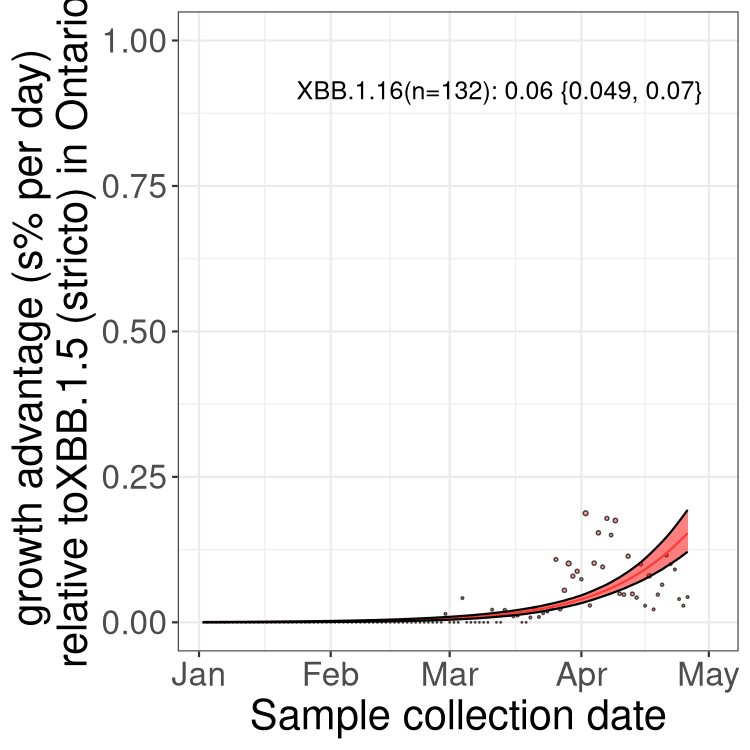 growth advantage (s% per day)
relative toXBB.1.5 (stricto) in Ontario
1.00
0.75
0.50
0.25
0.00
XBB.1.16(n=132): 0.06 {0.049, 0.07}
Jan Feb Mar Apr May
Sample collection date